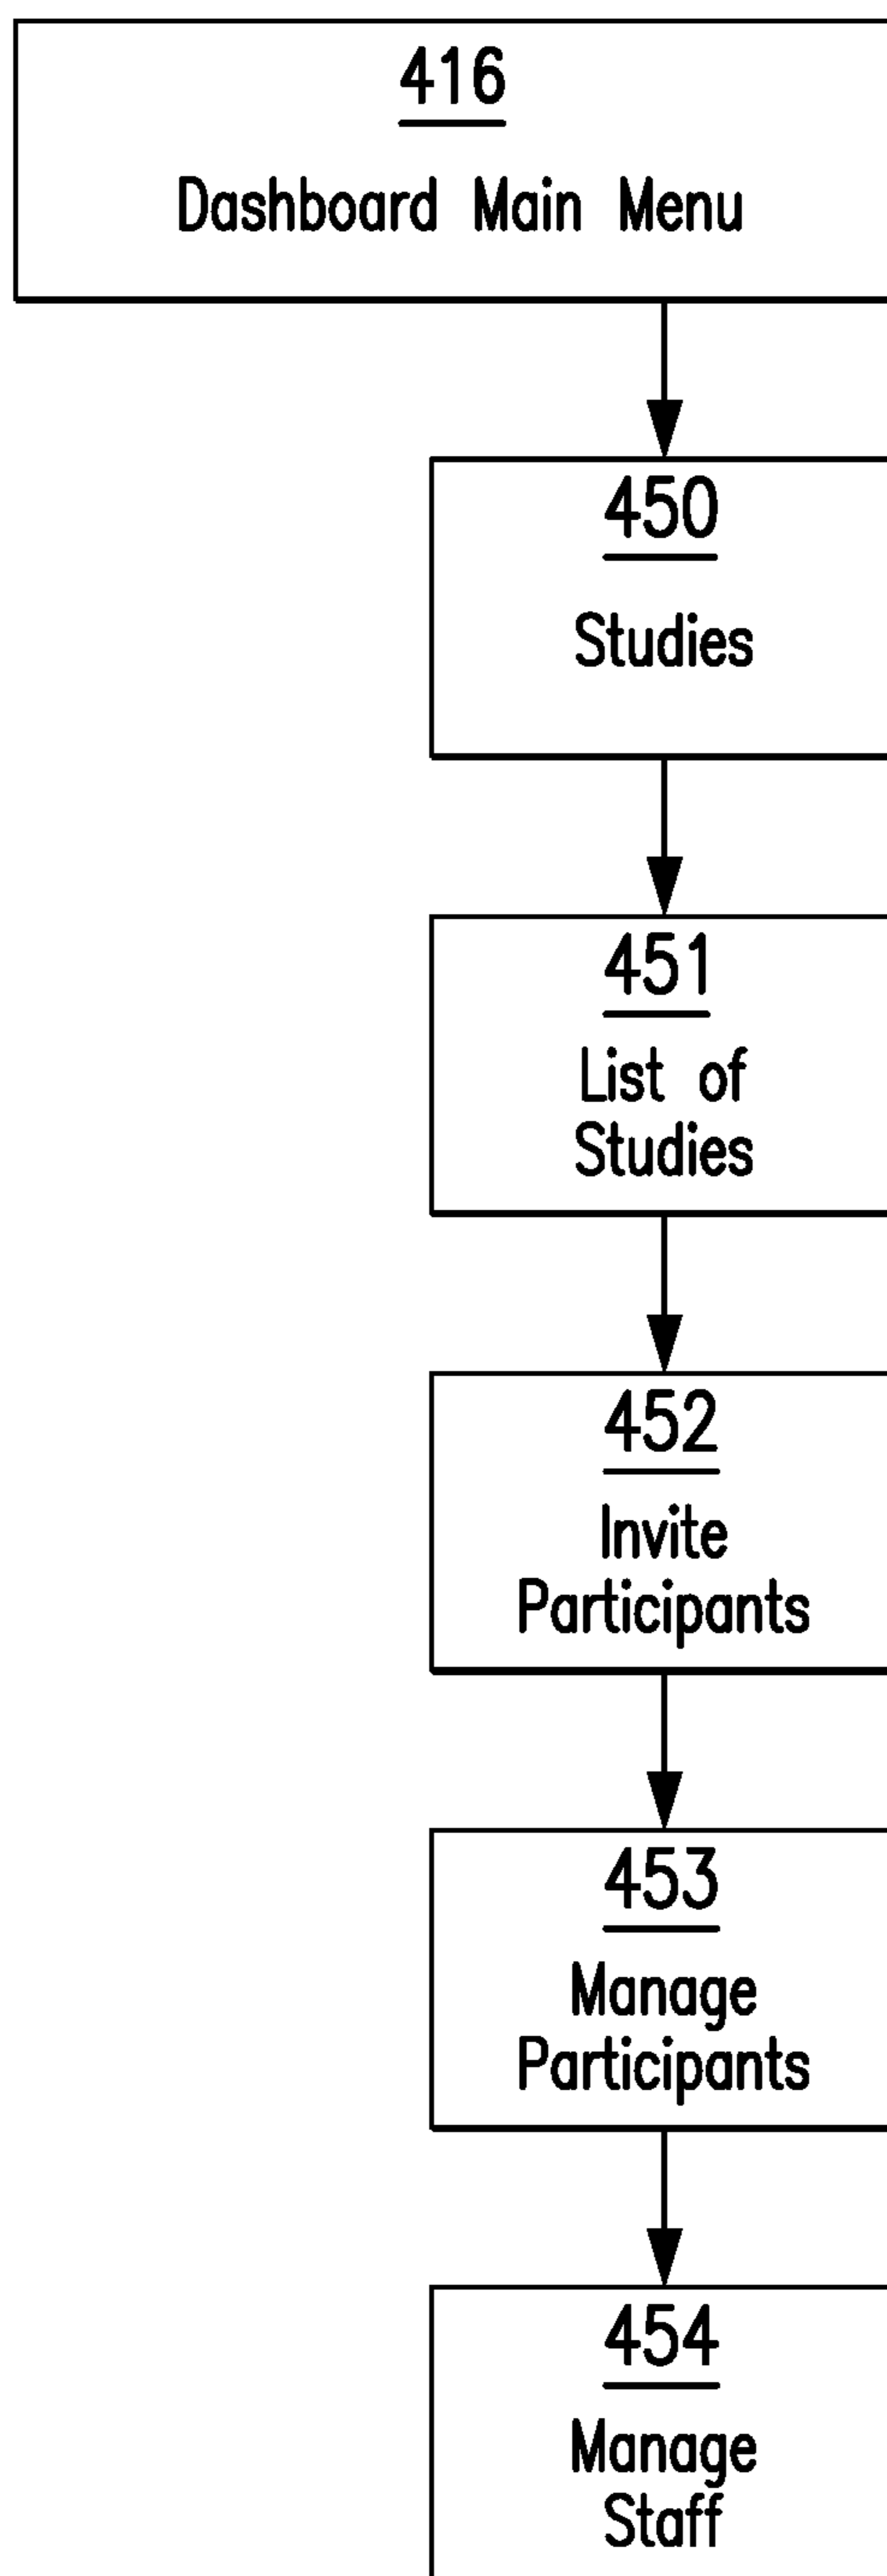 416
Dashboard Main Menu
450
Studies
451
List of
Studies
452
Invite
Participants
453
Manage
Participants
454
Manage
Staff